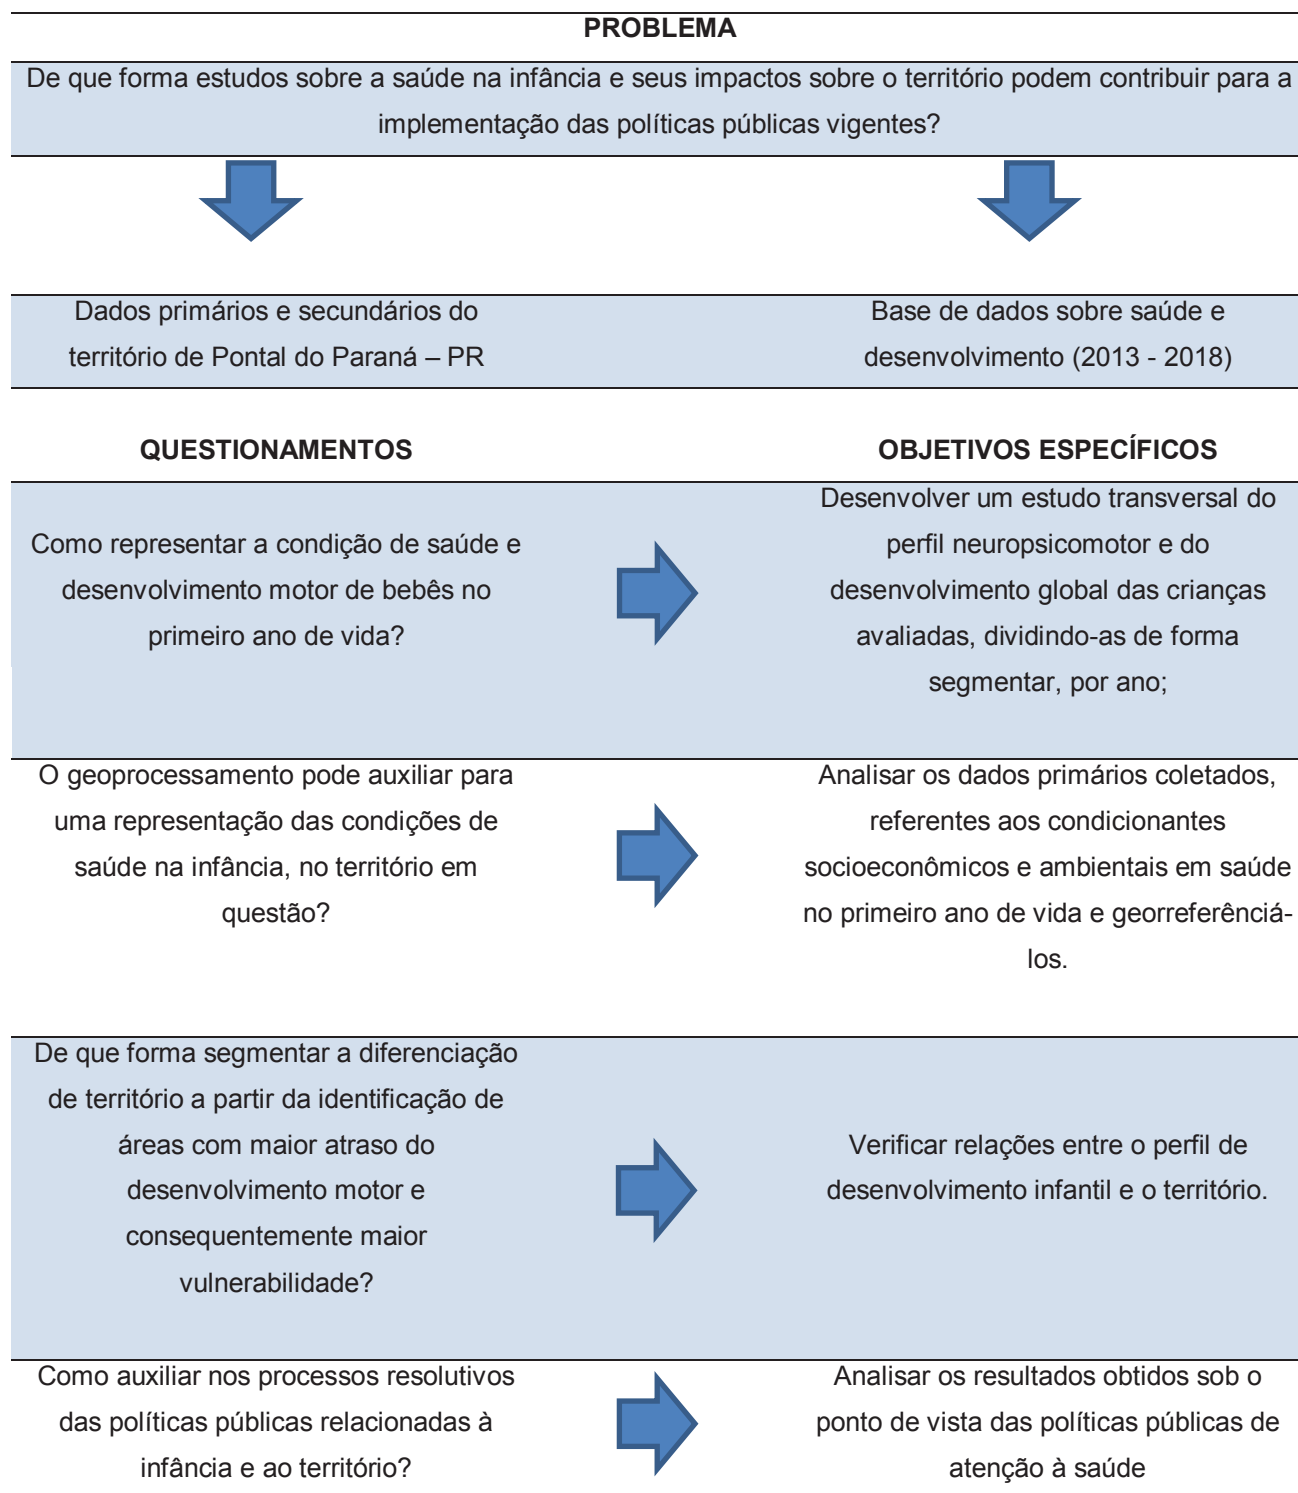 PROBLEMA
De que forma estudos sobre a saúde na infância e seus impactos sobre o território podem contribuir para a
implementação das políticas públicas vigentes?
Dados primários e secundários do
território de Pontal do Paraná – PR
Base de dados sobre saúde e
desenvolvimento (2013 - 2018)
QUESTIONAMENTOS
OBJETIVOS ESPECÍFICOS
Como representar a condição de saúde e
desenvolvimento motor de bebês no
primeiro ano de vida?
Desenvolver um estudo transversal do
perfil neuropsicomotor e do
desenvolvimento global das crianças
avaliadas, dividindo-as de forma
segmentar, por ano;
O geoprocessamento pode auxiliar para
uma representação das condições de
saúde na infância, no território em
questão?
Analisar os dados primários coletados,
referentes aos condicionantes
socioeconômicos e ambientais em saúde
no primeiro ano de vida e georreferênciá-
los.
De que forma segmentar a diferenciação
de território a partir da identificação de
áreas com maior atraso do
desenvolvimento motor e
consequentemente maior
vulnerabilidade?
Verificar relações entre o perfil de
desenvolvimento infantil e o território.
Como auxiliar nos processos resolutivos
das políticas públicas relacionadas à
infância e ao território?
Analisar os resultados obtidos sob o
ponto de vista das políticas públicas de
atenção à saúde